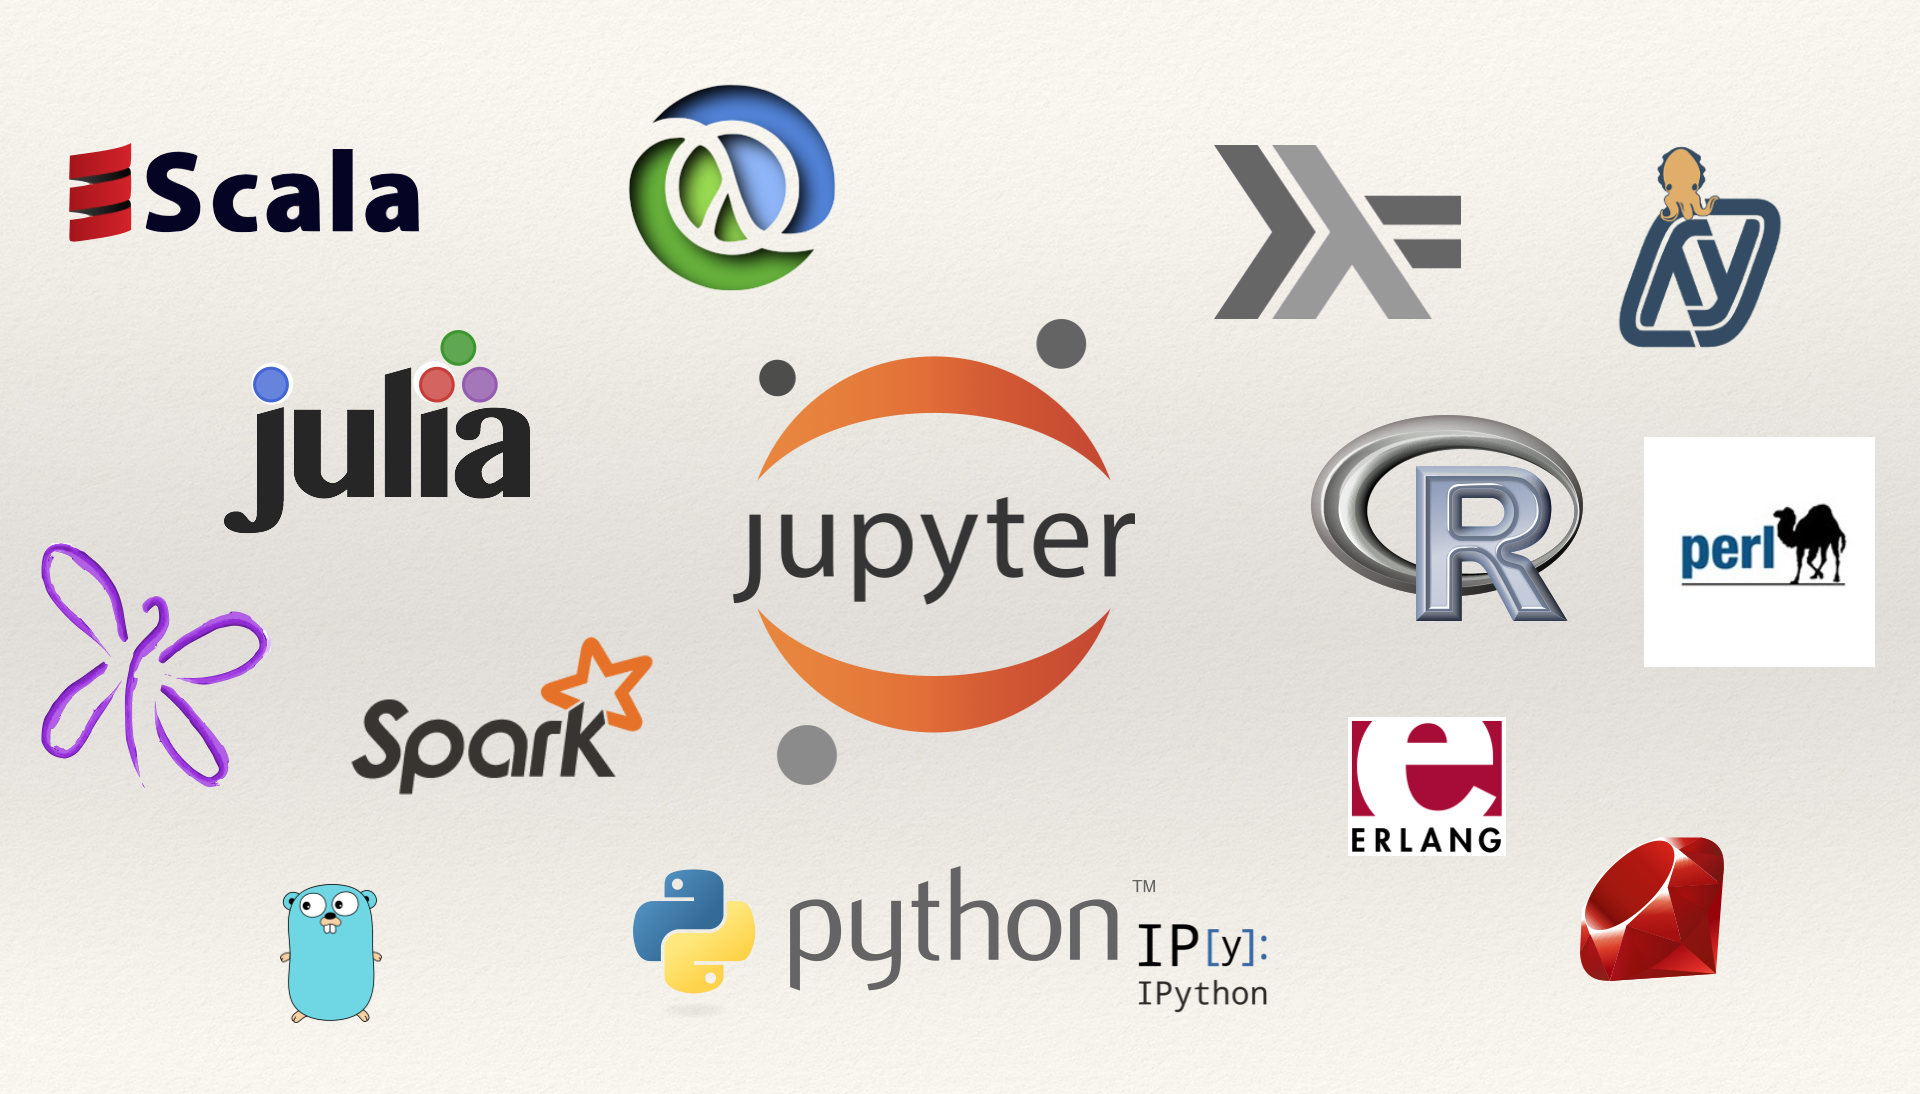 Scala
julia
jupyter
R
perl
Spark
ERLANG
python
TM
IP[y]:
IPython